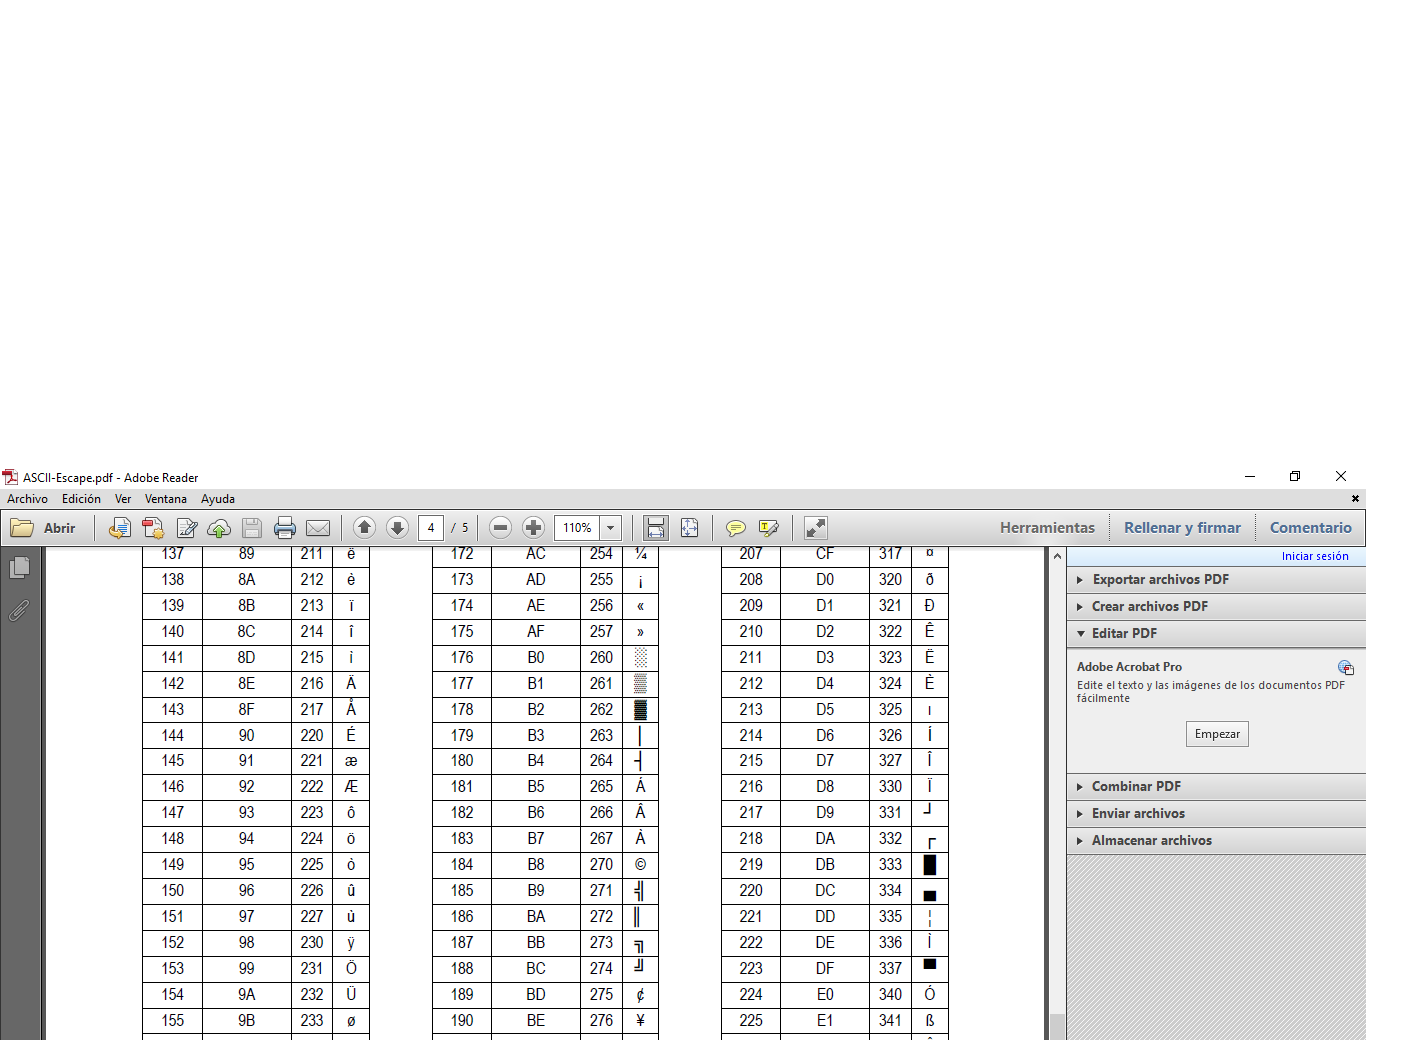 ASCII-Escape.pdf - Adobe Reader
Archivo Edición Ver Ventana Ayuda
Abrir 4 / 5 110% Herramientas Rellenar y firmar Comentario
Iniciar sesión
137 89 211 ë 172 AC 254 ¼ 207 CF 317 ¤
138 8A 212 è 173 AD 255 ¡ 208 D0 320 ð
139 8B 213 ï 174 AE 256 « 209 D1 321 Ð
140 8C 214 î 175 AF 257 » 210 D2 322 Ê
141 8D 215 ì 176 B0 260 ░ 211 D3 323 Ë
142 8E 216 Ä 177 B1 261 ▒ 212 D4 324 È
143 8F 217 Å 178 B2 262 ▓ 213 D5 325 ı
144 90 220 É 179 B3 263 │ 214 D6 326 Í
145 91 221 æ 180 B4 264 ┤ 215 D7 327 Î
146 92 222 Æ 181 B5 265 Á 216 D8 330 Ï
147 93 223 ô 182 B6 266 Â 217 D9 331 ┘
148 94 224 ö 183 B7 267 À 218 DA 332 ┌
149 95 225 ò 184 B8 270 © 219 DB 333 █
150 96 226 û 185 B9 271 ╣ 220 DC 334 ▄
151 97 227 ù 186 BA 272 ║ 221 DD 335 ¦
152 98 230 ÿ 187 BB 273 ╗ 222 DE 336 Ì
153 99 231 Ö 188 BC 274 ╝ 223 DF 337 ▀
154 9A 232 Ü 189 BD 275 ¢ 224 E0 340 Ó
155 9B 233 ø 190 BE 276 ¥ 225 E1 341 ß
Exportar archivos PDF
Crear archivos PDF
Editar PDF
Adobe Acrobat Pro
Edite el texto y las imágenes de los documentos PDF
fácilmente
Empezar
Combinar PDF
Enviar archivos
Almacenar archivos